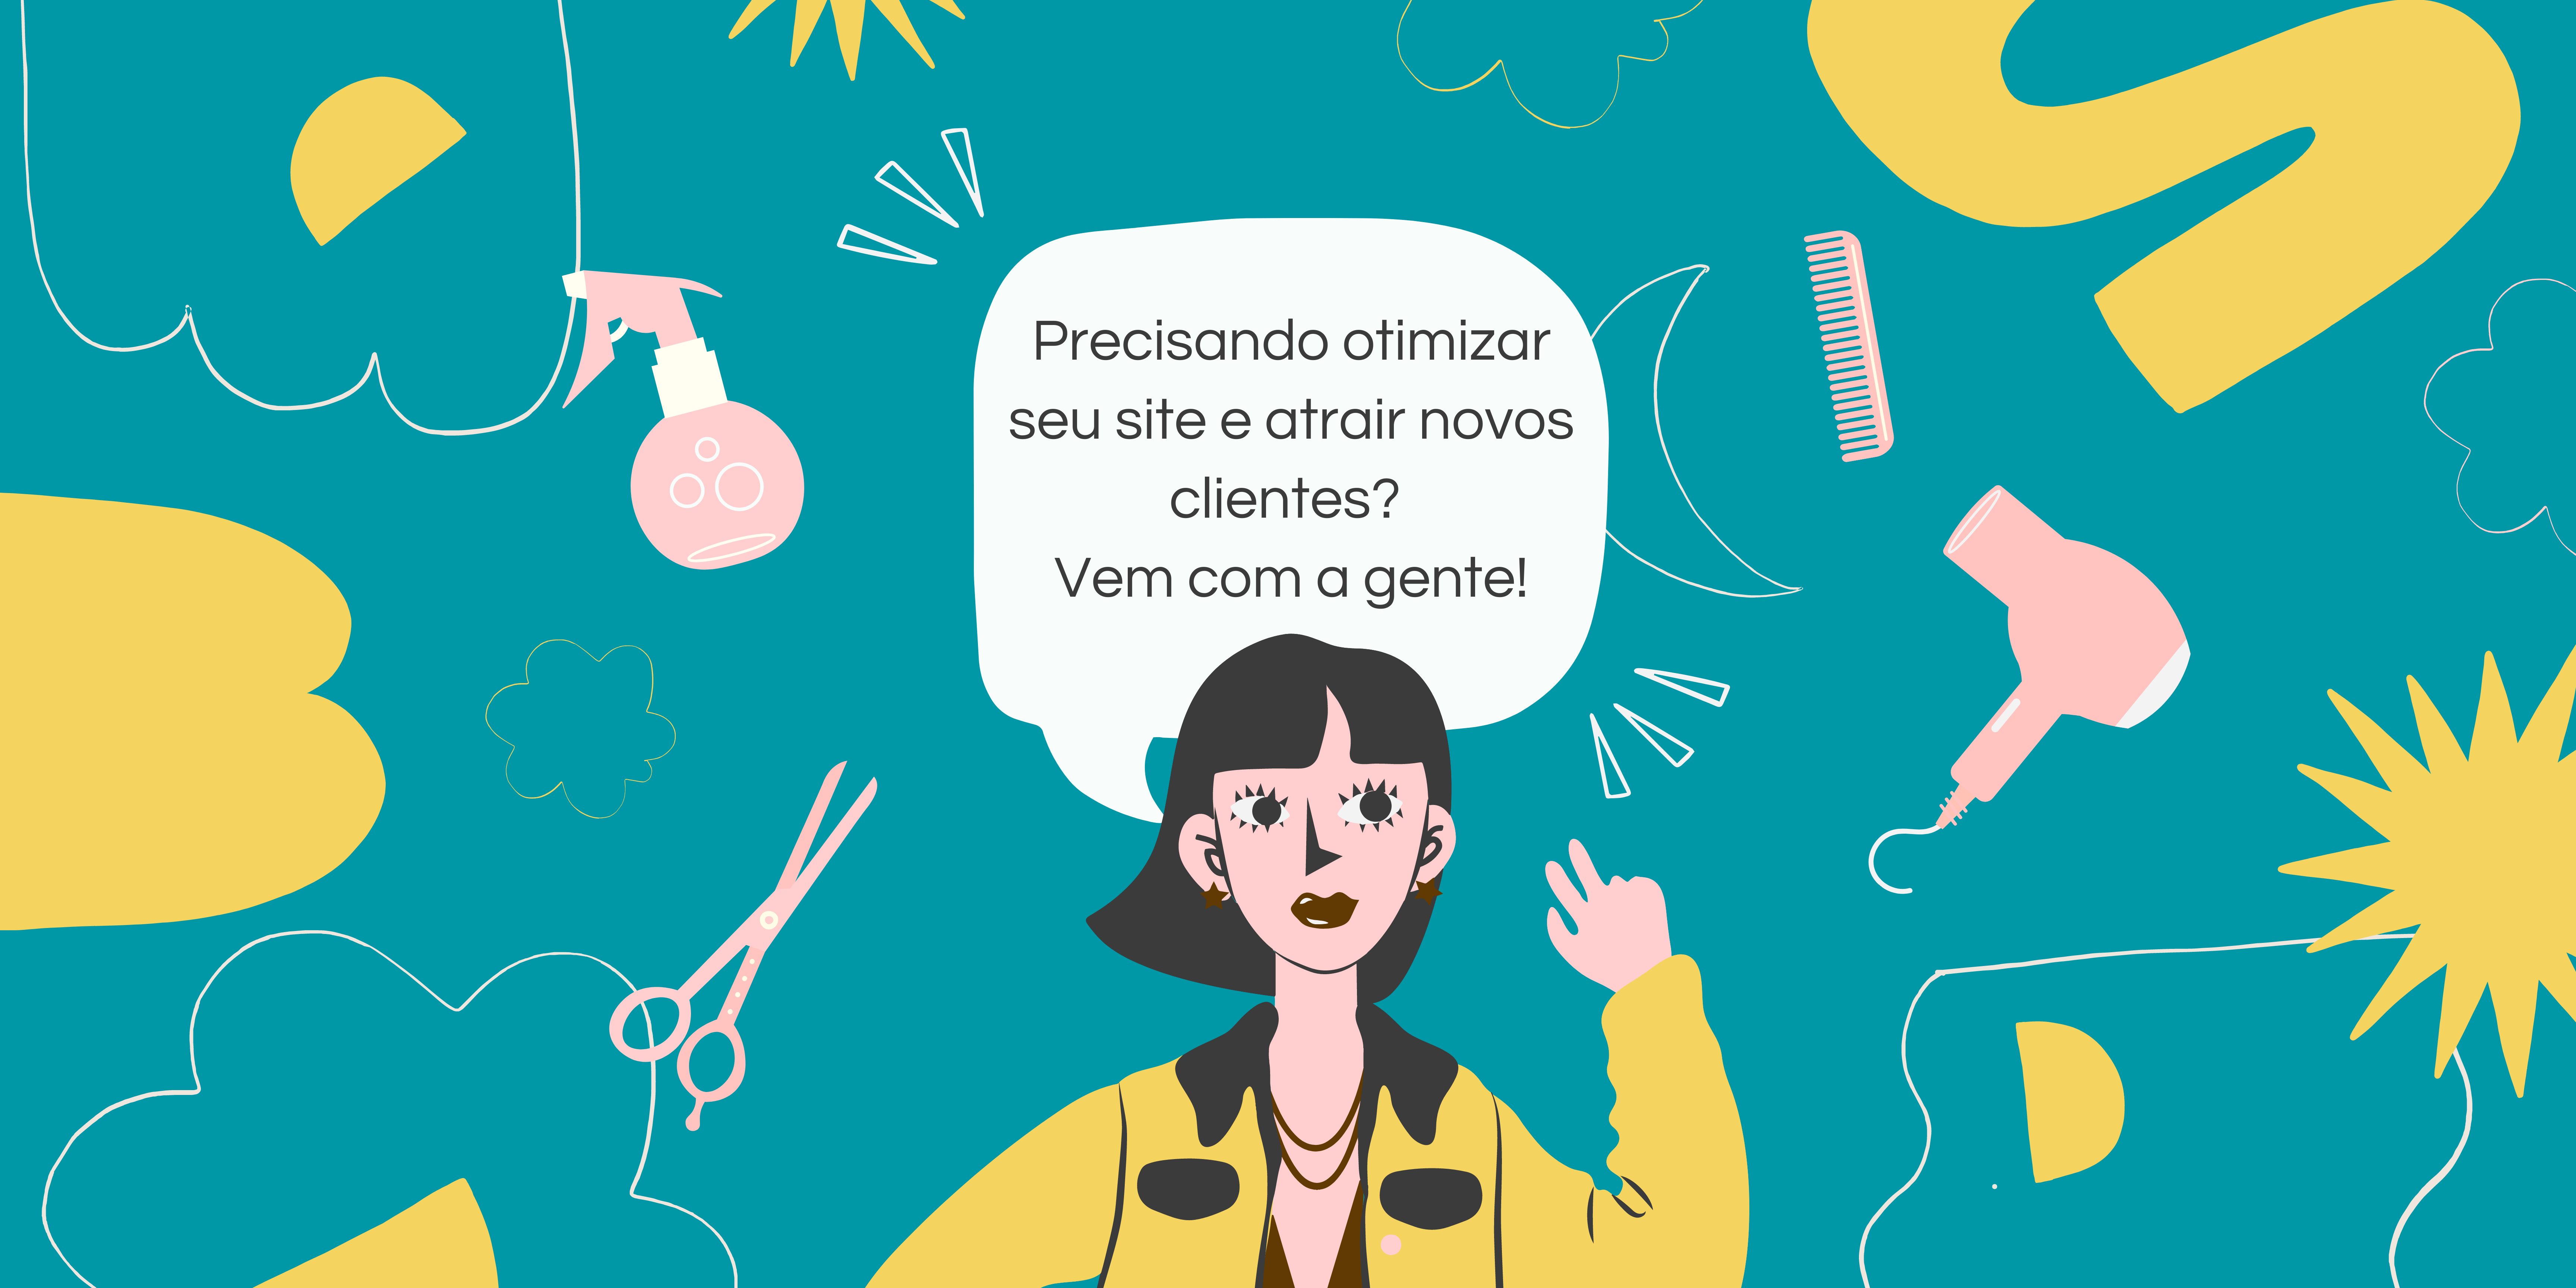 Precisando otimizar
seu site e atrair novos
clientes?
Vem com a gente!